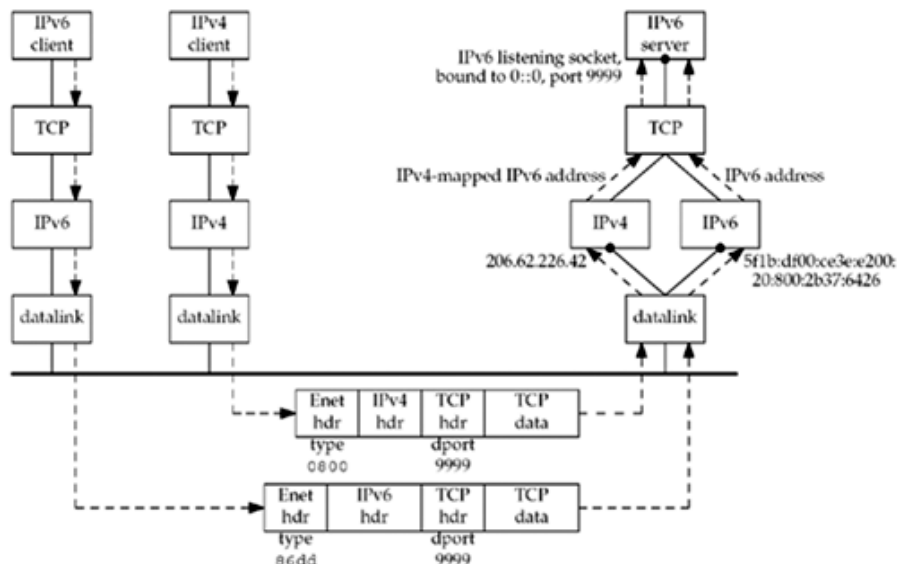 IPv6
client
IPv4
client
IPv6
server
IPv6 listening socket,
bound to 0::0, port 9999
TCP
TCP
TCP
IPv4-mapped IPv6 address
IPv6 address
IPv6
IPv4
IPv4
IPv6
206.62.226.42
5f1b:df00:ce3e:e200:
20:800:2b37:6426
datalink
datalink
datalink
Enet
hdr
IPv4
hdr
TCP
hdr
TCP
data
type
0800
dport
9999
Enet
hdr
IPv6
hdr
TCP
hdr
TCP
data
type
86dd
dport
9999